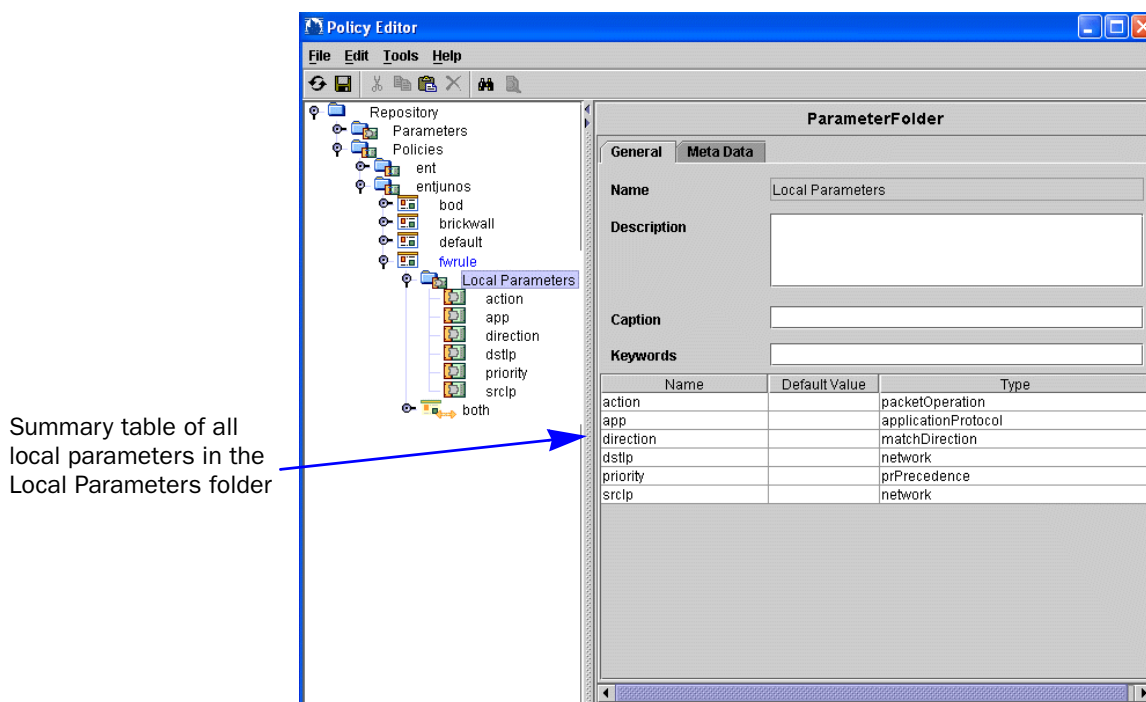 Policy Editor
File Edit Tools Help
Repository
Parameters
Policies
ent
entjunos
bod
brickwall
default
fwrule
Local Parameters
action
app
direction
dstIp
priority
srcIp
both
ParameterFolder
General Meta Data
Name Local Parameters
Description
Caption
Keywords
Name Default Value Type
action packetOperation
app applicationProtocol
direction matchDirection
dstIp network
priority prPrecedence
srcIp network
Summary table of all
local parameters in the
Local Parameters folder